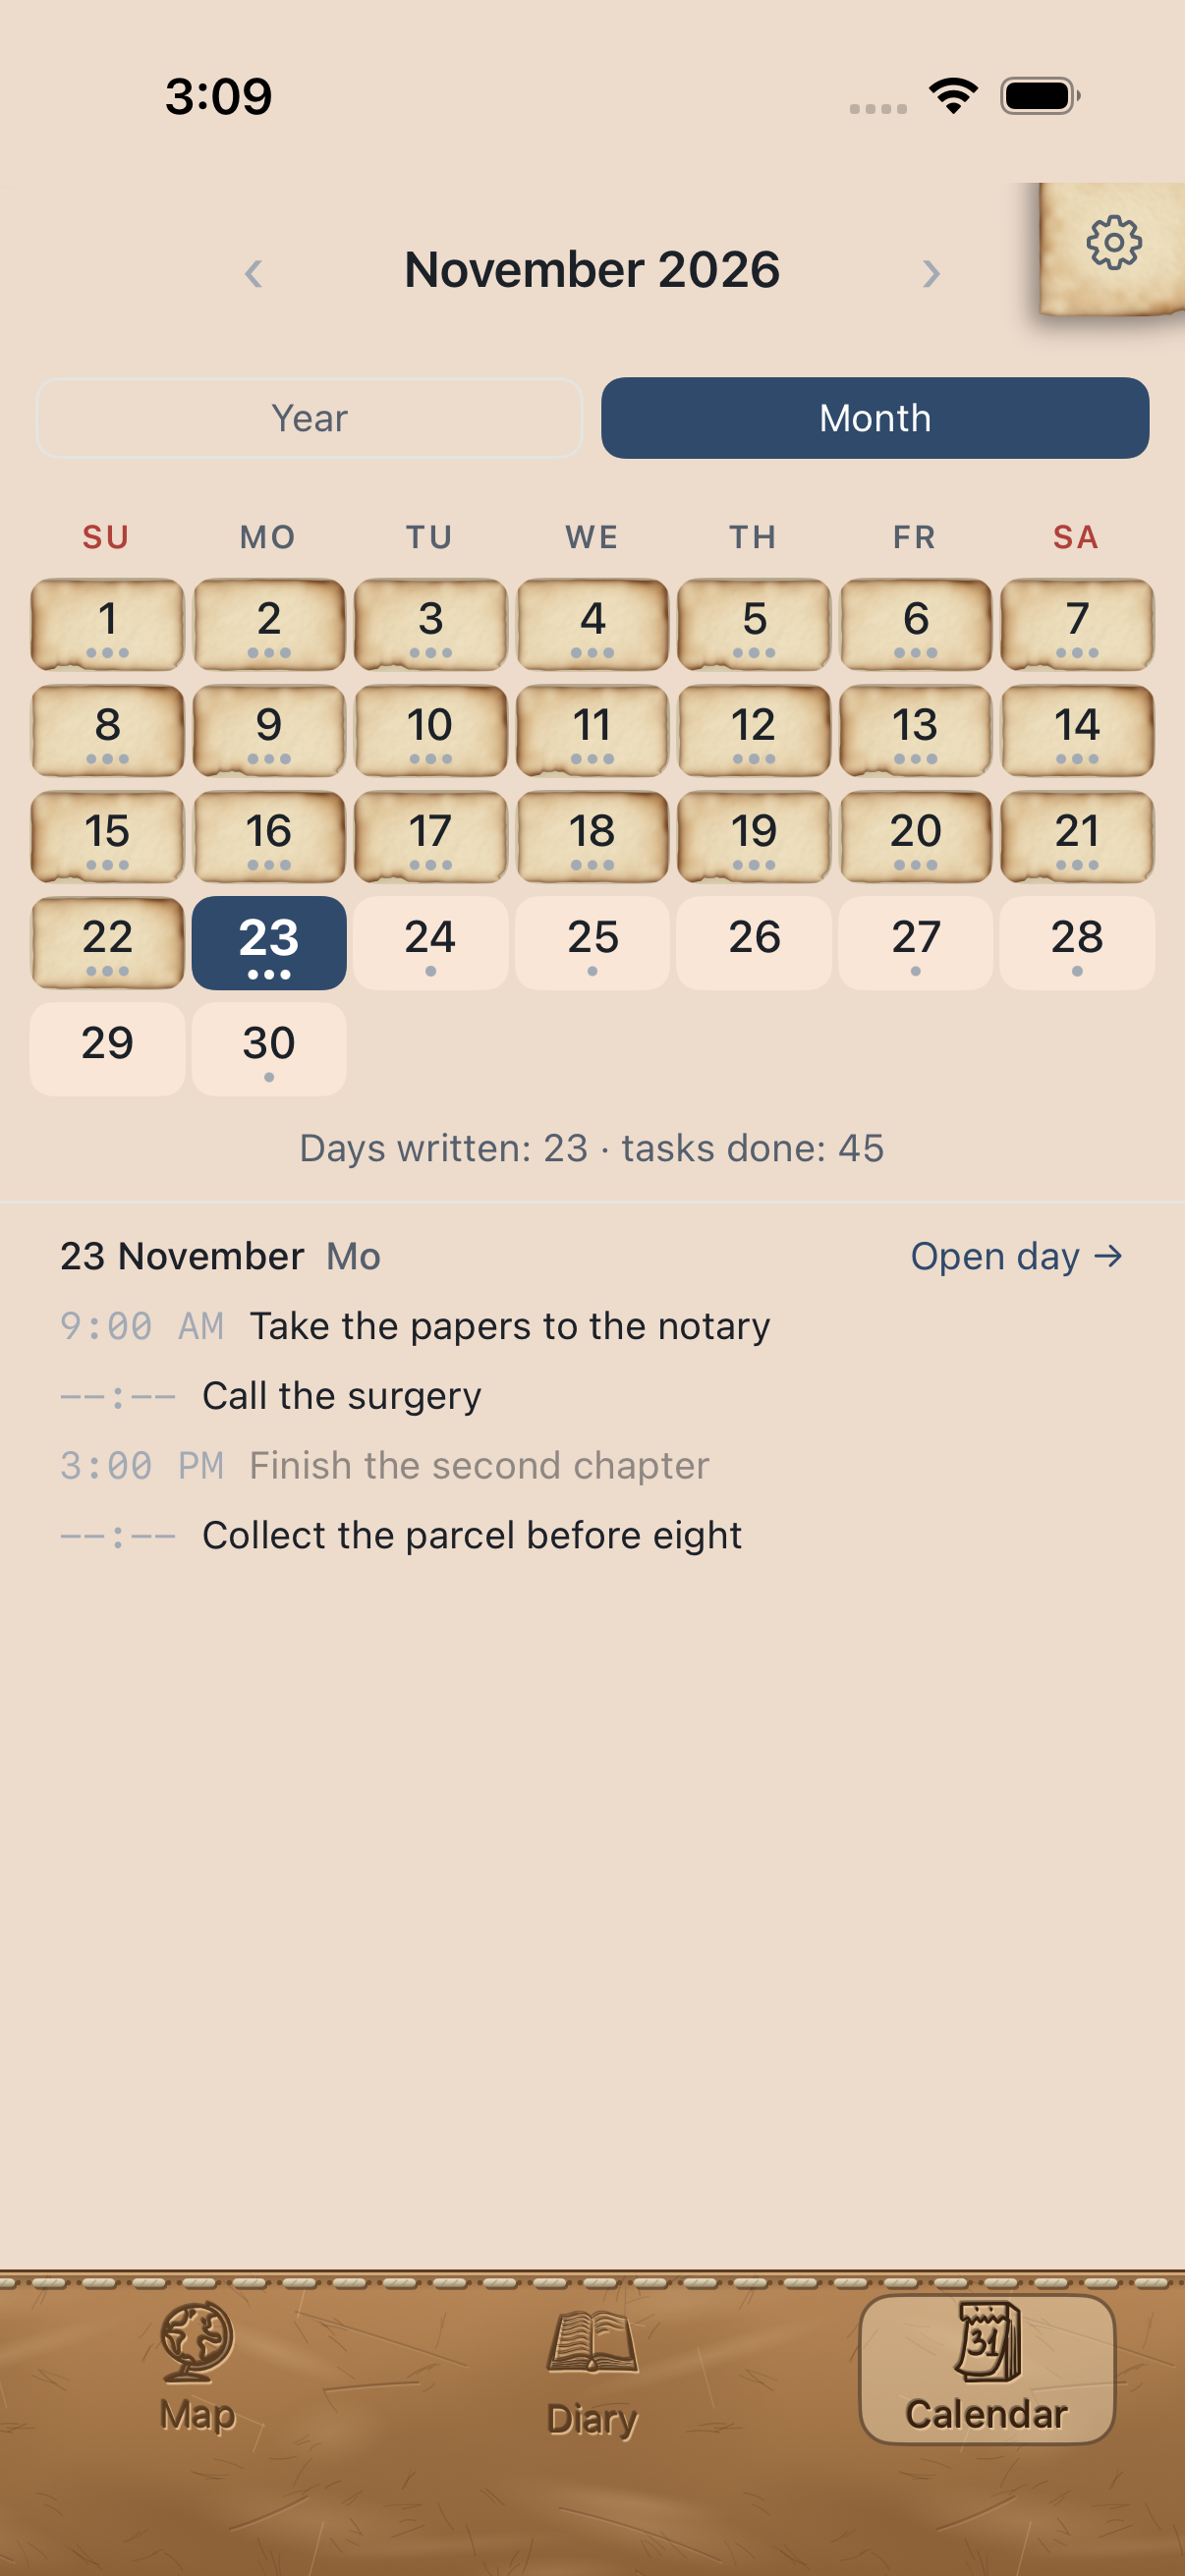 3:09
‹ November 2026 ›
Year Month
SU MO TU WE TH FR SA
1 2 3 4 5 6 7
8 9 10 11 12 13 14
15 16 17 18 19 20 21
22 23 24 25 26 27 28
29 30
Days written: 23 · tasks done: 45
23 November Mo Open day →
9:00 AM Take the papers to the notary
--:-- Call the surgery
3:00 PM Finish the second chapter
--:-- Collect the parcel before eight
31
Map Diary Calendar